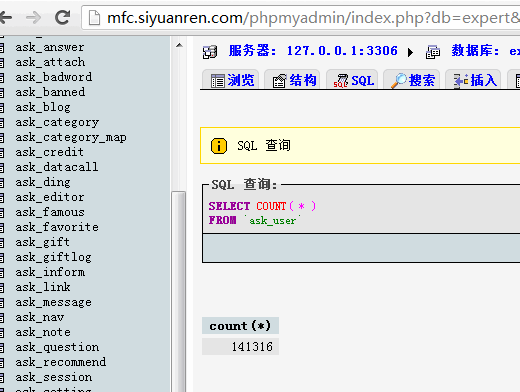 mfc.siyuanren.com/phpmyadmin/index.php?db=expert&
ask_answer
ask_attach
ask_badword
ask_banned
ask_blog
ask_category
ask_category_map
ask_credit
ask_datacall
ask_ding
ask_editor
ask_famous
ask_favorite
ask_gift
ask_giftlog
ask_inform
ask_link
ask_message
ask_nav
ask_note
ask_question
ask_recommend
ask_session
服务器: 127.0.0.1:3306 ▸ 数据库: ex
浏览 结构 SQL 搜索 插入
SQL 查询
SQL 查询:
SELECT COUNT( * )
FROM `ask_user`
count(*)
141316